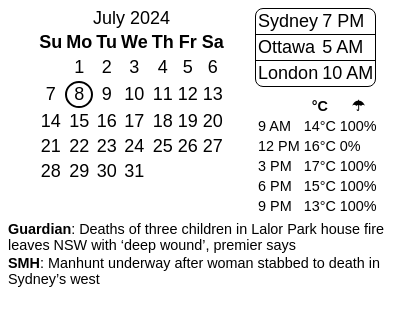 July 2024
Su Mo Tu We Th Fr Sa
1 2 3 4 5 6
7 8 9 10 11 12 13
14 15 16 17 18 19 20
21 22 23 24 25 26 27
28 29 30 31
Sydney 7 PM
Ottawa 5 AM
London 10 AM
°C ☂
9 AM 14°C 100%
12 PM 16°C 0%
3 PM 17°C 100%
6 PM 15°C 100%
9 PM 13°C 100%
Guardian: Deaths of three children in Lalor Park house fire
leaves NSW with ‘deep wound’, premier says
SMH: Manhunt underway after woman stabbed to death in
Sydney’s west